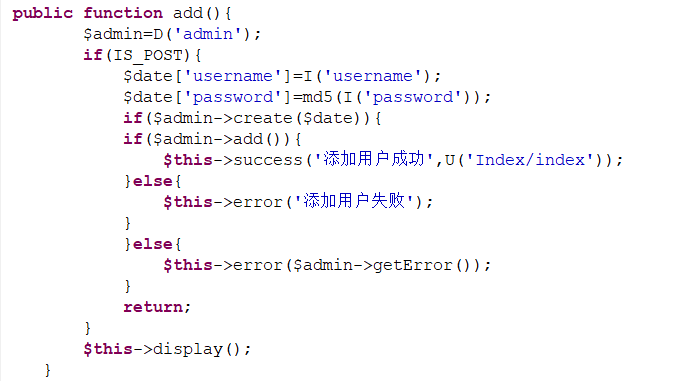 public function add(){
$admin=D('admin');
if(IS_POST){
$date['username']=I('username');
$date['password']=md5(I('password'));
if($admin->create($date)){
if($admin->add()){
$this->success('添加用户成功',U('Index/index'));
}else{
$this->error('添加用户失败');
}
}else{
$this->error($admin->getError());
}
return;
}
$this->display();
}